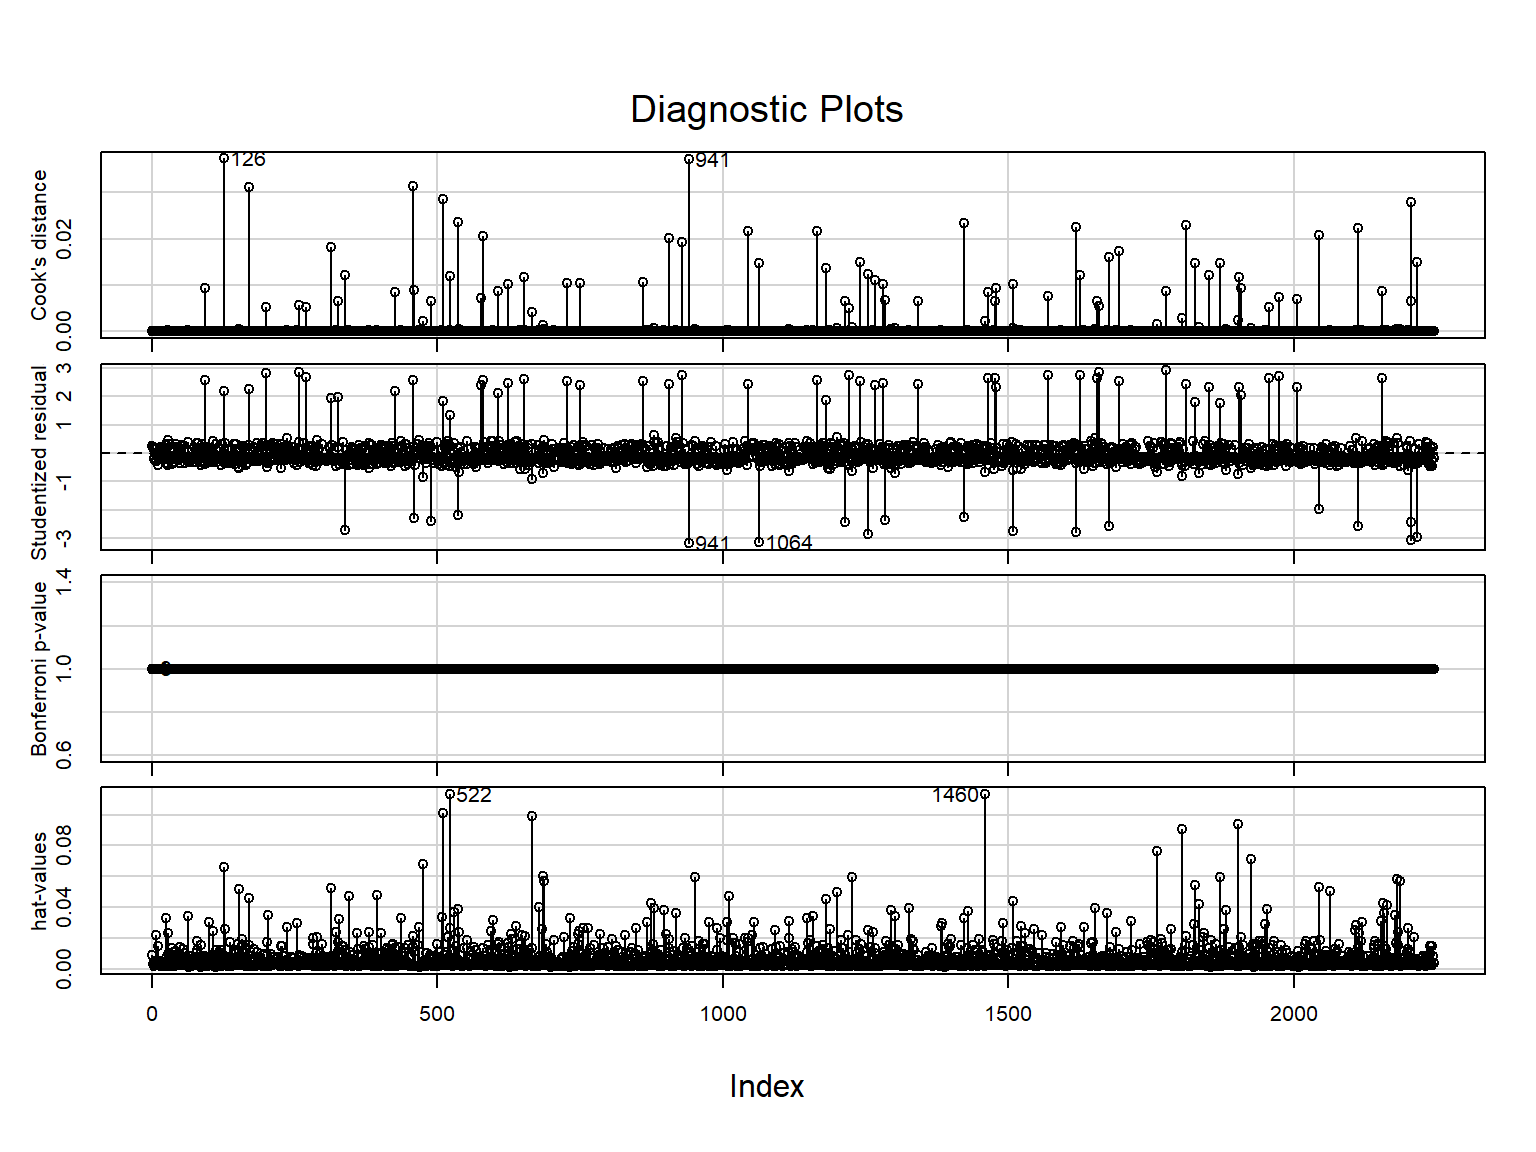 Diagnostic Plots
Cook's distance
0.00 0.02
126
941
Studentized residual
-3 -1 1 2 3
941
1064
Bonferroni p-value
0.6 1.0 1.4
hat-values
0.00 0.04 0.08
522
1460
0 500 1000 1500 2000
Index